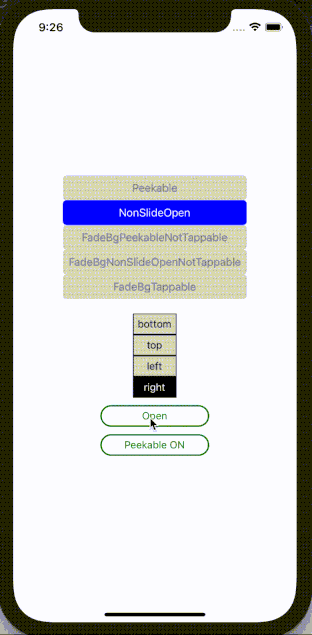 9:26
Peekable
NonSlideOpen
FadeBgPeekableNotTappable
FadeBgNonSlideOpenNotTappable
FadeBgTappable
bottom
top
left
right
Open
Peekable ON